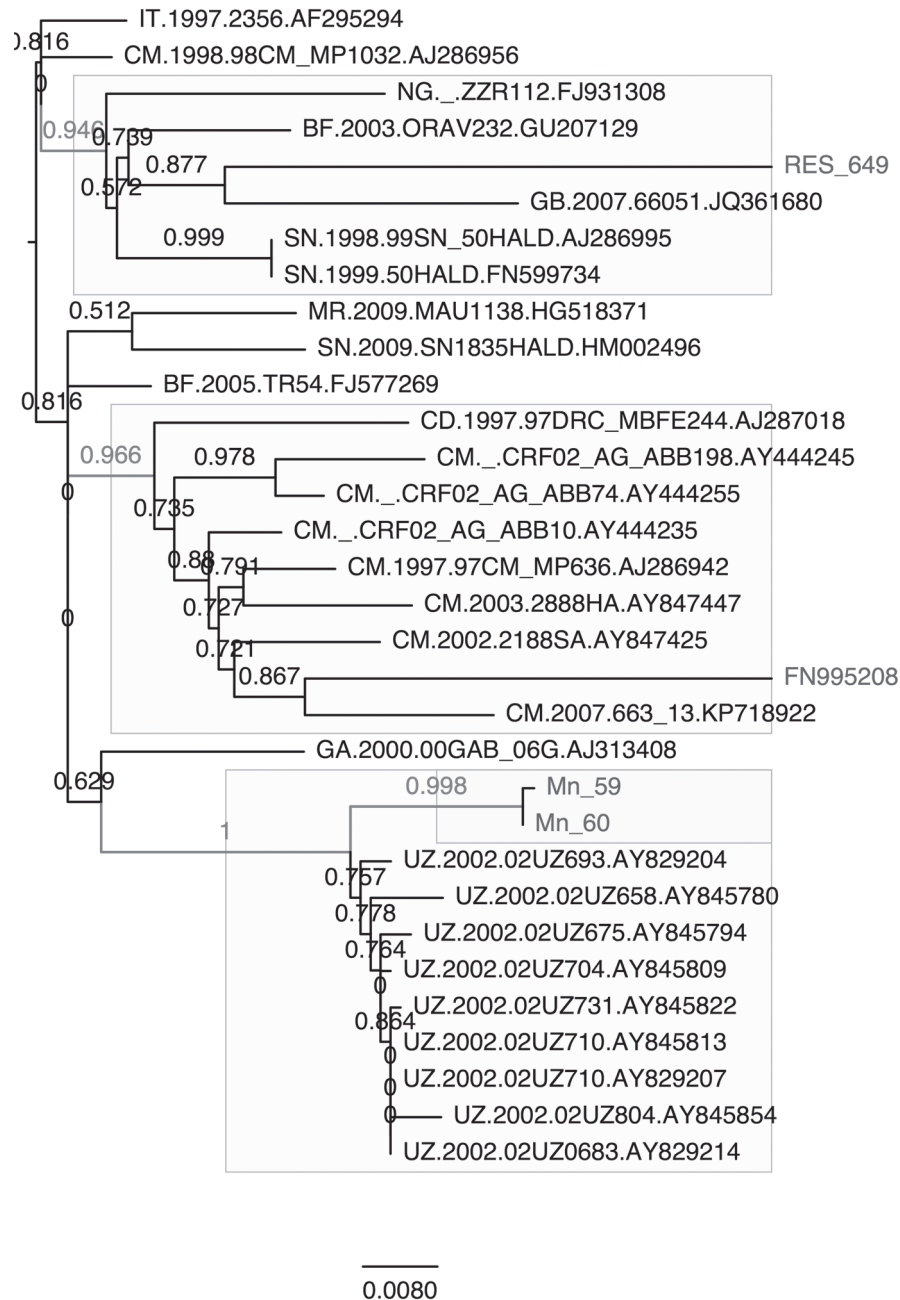 IT.1997.2356.AF295294
0.816
CM.1998.98CM_MP1032.AJ286956
0
NG._.ZZR112.FJ931308
0.946
0.739
BF.2003.ORAV232.GU207129
0.877
RES_649
0.572
GB.2007.66051.JQ361680
0.999
SN.1998.99SN_50HALD.AJ286995
SN.1999.50HALD.FN599734
0.512
MR.2009.MAU1138.HG518371
SN.2009.SN1835HALD.HM002496
BF.2005.TR54.FJ577269
0.816
CD.1997.97DRC_MBFE244.AJ287018
0.966
0.978
CM._.CRF02_AG_ABB198.AY444245
0
CM._.CRF02_AG_ABB74.AY444255
0.735
CM._.CRF02_AG_ABB10.AY444235
0.88
0.791
CM.1997.97CM_MP636.AJ286942
0
0.727
CM.2003.2888HA.AY847447
0.721
CM.2002.2188SA.AY847425
0.867
FN995208
CM.2007.663_13.KP718922
GA.2000.00GAB_06G.AJ313408
0.629
0.998
Mn_59
1
Mn_60
UZ.2002.02UZ693.AY829204
0.757
UZ.2002.02UZ658.AY845780
0.778
UZ.2002.02UZ675.AY845794
0.764
UZ.2002.02UZ704.AY845809
0
UZ.2002.02UZ731.AY845822
0.864
UZ.2002.02UZ710.AY845813
0
UZ.2002.02UZ710.AY829207
0
UZ.2002.02UZ804.AY845854
0
UZ.2002.02UZ0683.AY829214
0.0080